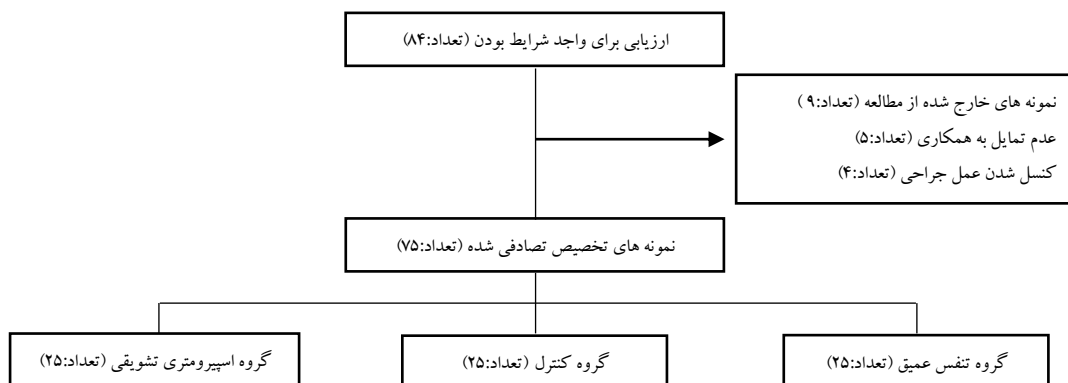 ارزیابی برای واجد شرایط بودن (تعداد:۸۴)
نمونه های خارج شده از مطالعه (تعداد:۹ )
عدم تمایل به همکاری (تعداد:۵)
کنسل شدن عمل جراحی (تعداد:۴)
نمونه های تخصیص تصادفی شده (تعداد:۷۵)
گروه تنفس عمیق (تعداد:۲۵)
گروه کنترل (تعداد:۲۵)
گروه اسپیرومتری تشویقی (تعداد:۲۵)